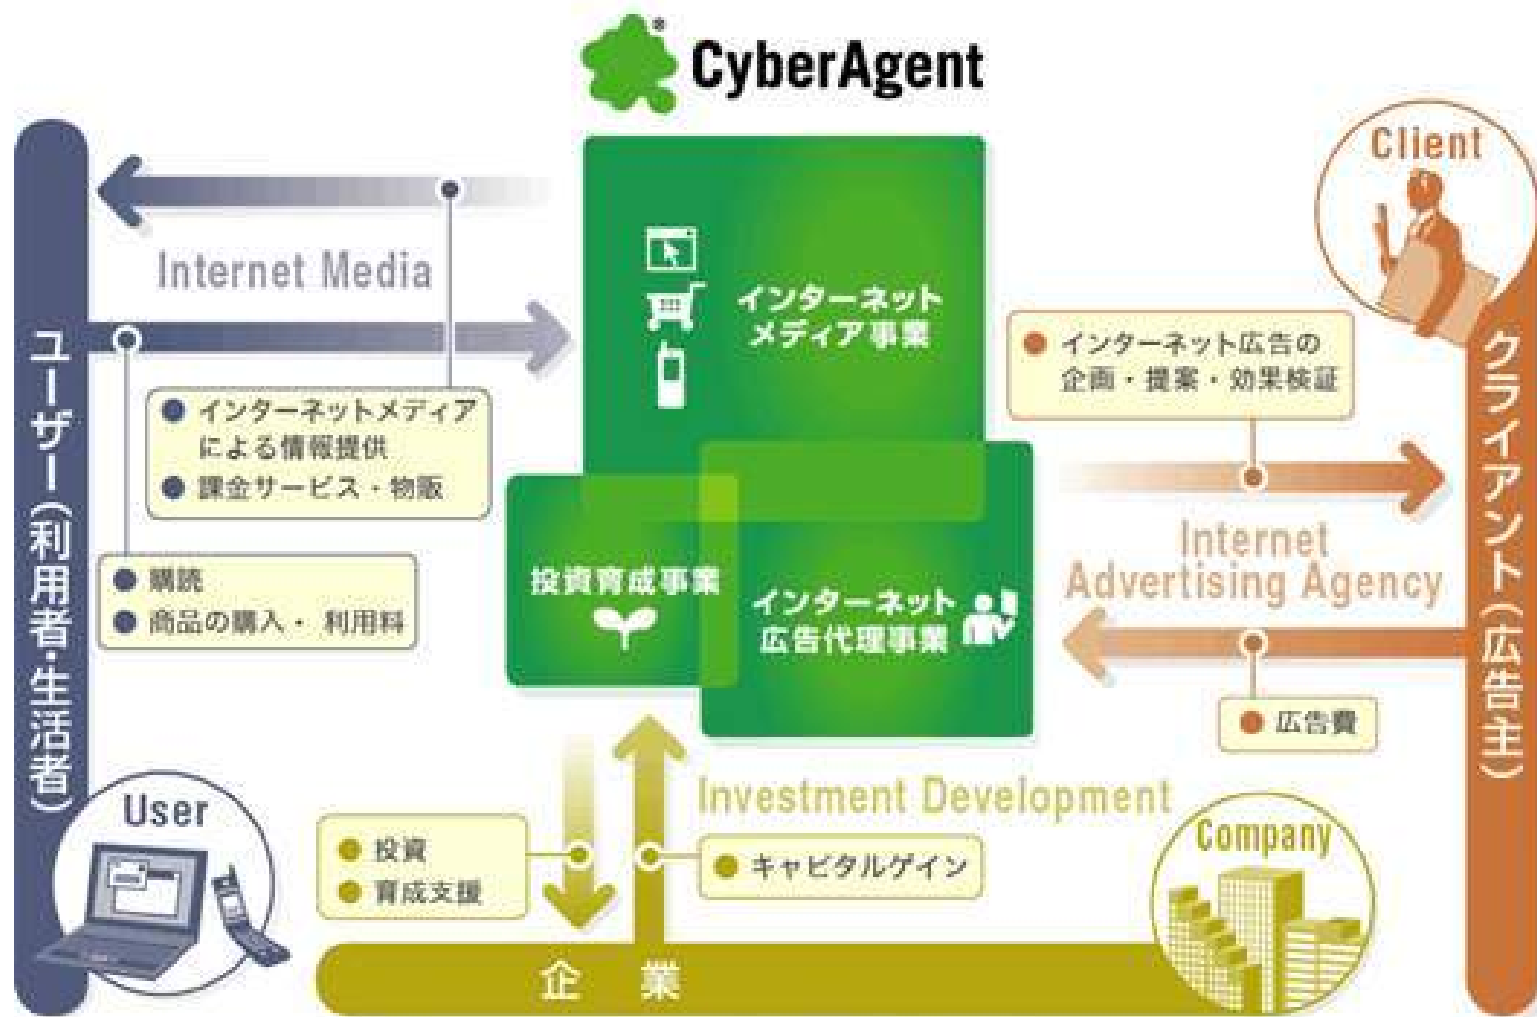 CyberAgent
®
Client
Internet Media
インターネット
メディア事業
インターネット広告の
企画・提案・効果検証
ユーザー(利用者・生活者)
クライアント(広告主)
インターネットメディア
による情報提供
課金サービス・物販
Internet
Advertising Agency
購読
商品の購入・ 利用料
投資育成事業
インターネット
広告代理事業
広告費
Investment Development
User
投資
育成支援
キャピタルゲイン
Company
企 業